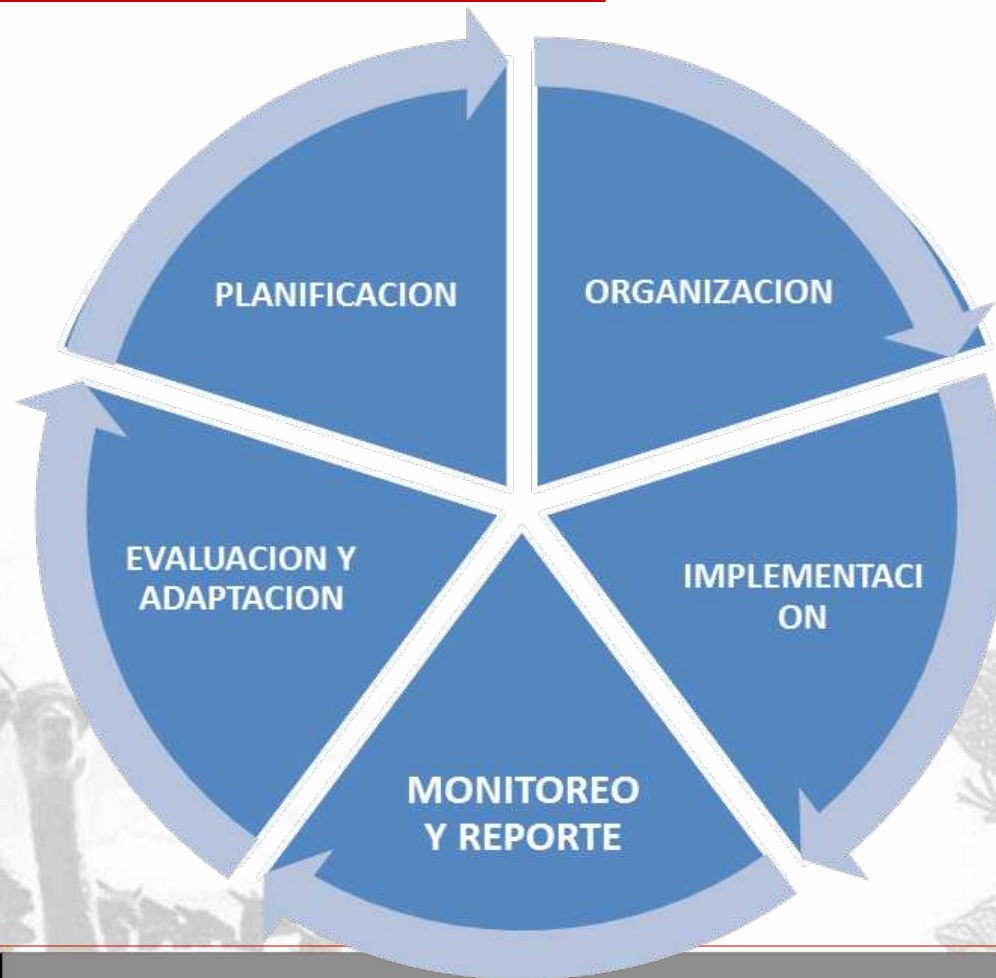 PLANIFICACION
ORGANIZACION
IMPLEMENTACI
ON
MONITOREO
Y REPORTE
EVALUACION Y
ADAPTACION